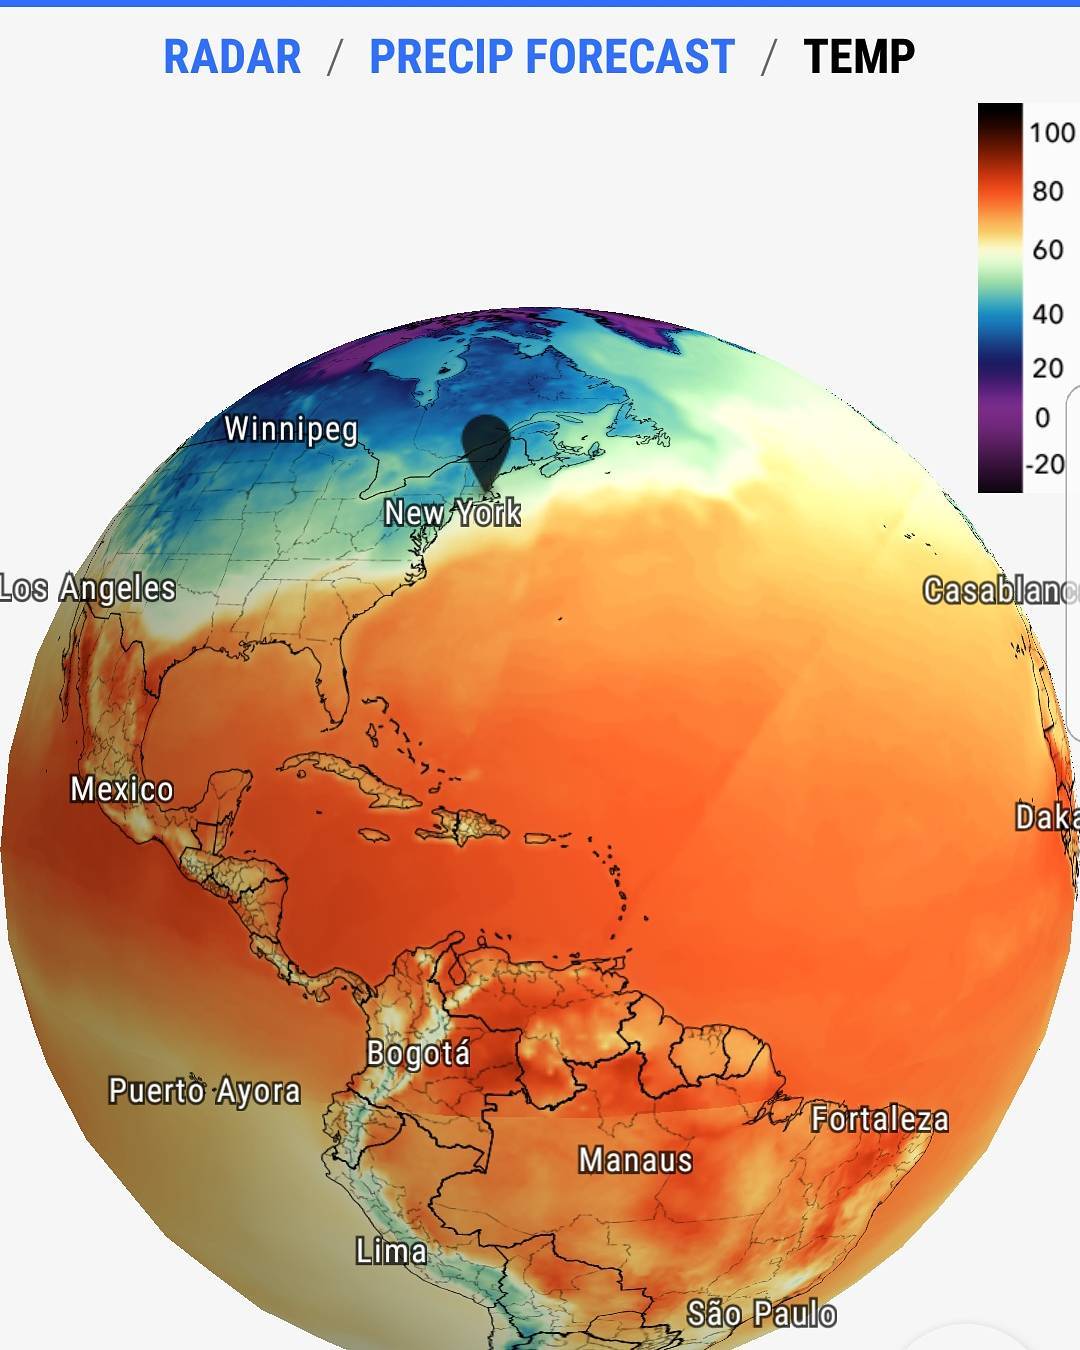 RADAR / PRECIP FORECAST / TEMP
100
80
60
40
20
0
-20
Winnipeg
New York
Los Angeles
Casablanc
Mexico
Daka
Bogotá
Puerto Ayora
Fortaleza
Manaus
Lima
São Paulo